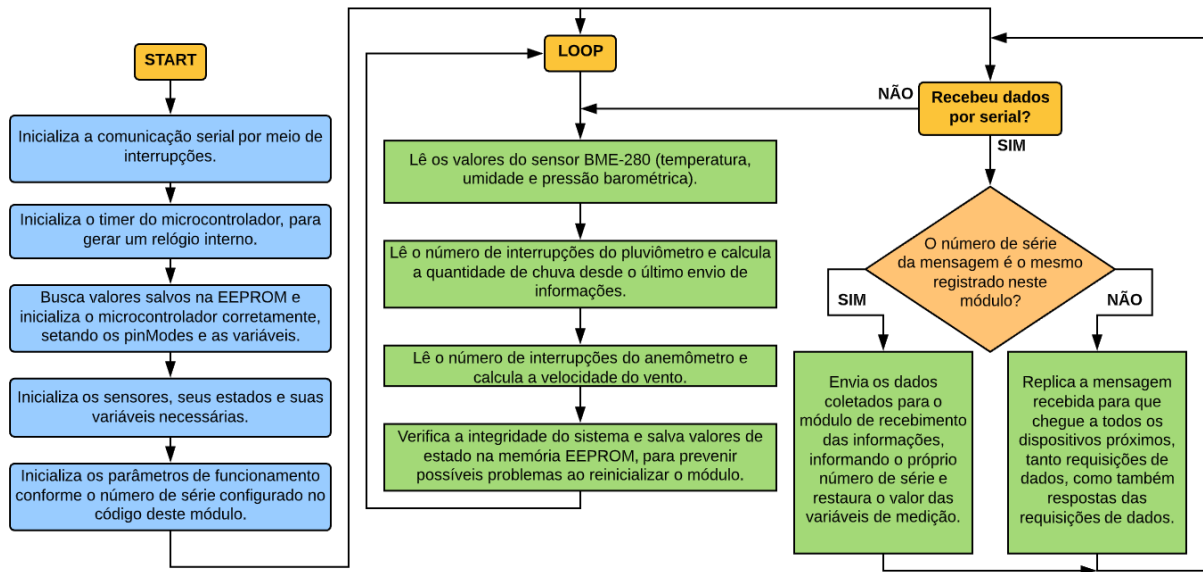 START
Inicializa a comunicação serial por meio de
interrupções.
Inicializa o timer do microcontrolador, para
gerar um relógio interno.
Busca valores salvos na EEPROM e
inicializa o microcontrolador corretamente,
setando os pinModes e as variáveis.
Inicializa os sensores, seus estados e suas
variáveis necessárias.
Inicializa os parâmetros de funcionamento
conforme o número de série configurado no
código deste módulo.
LOOP
Lê os valores do sensor BME-280 (temperatura,
umidade e pressão barométrica).
Lê o número de interrupções do pluviômetro e calcula
a quantidade de chuva desde o último envio de
informações.
Lê o número de interrupções do anemômetro e
calcula a velocidade do vento.
Verifica a integridade do sistema e salva valores de
estado na memória EEPROM, para prevenir
possíveis problemas ao reinicializar o módulo.
Recebeu dados
por serial?
NÃO
SIM
O número de série
da mensagem é o mesmo
registrado neste
módulo?
SIM
NÃO
Envia os dados
coletados para o
módulo de recebimento
das informações,
informando o próprio
número de série e
restaura o valor das
variáveis de medição.
Replica a mensagem
recebida para que
chegue a todos os
dispositivos próximos,
tanto requisições de
dados, como também
respostas das
requisições de dados.